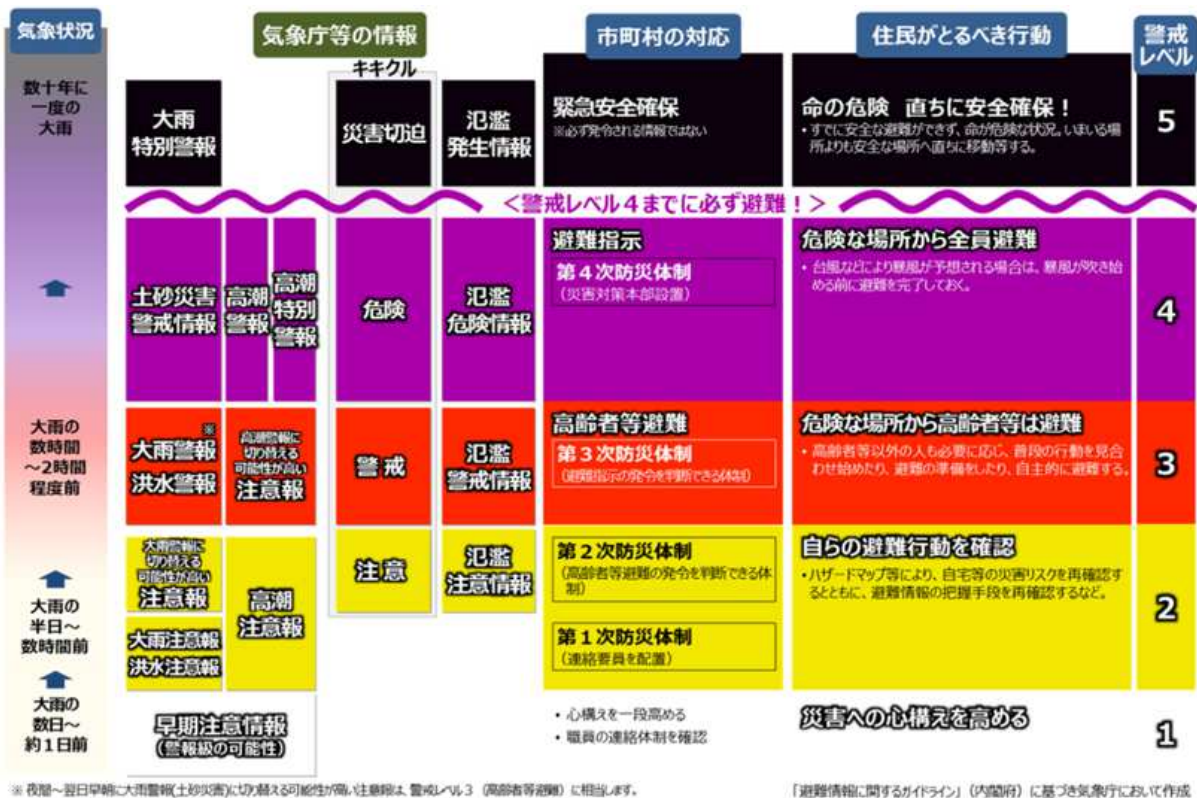 気象状況
気象庁等の情報
市町村の対応
住民がとるべき行動
警戒
レベル
キキクル
数十年に
一度の
大雨
大雨
特別警報
災害切迫
氾濫
発生情報
緊急安全確保
※必ず発令される情報ではない
命の危険 直ちに安全確保！
・すでに安全な避難ができず、命が危険な状況。いまいる場
所よりも安全な場所へ直ちに移動等する。
5
＜警戒レベル４までに必ず避難！＞
土砂災害
警戒情報
高潮
警報
高潮
特別
警報
危険
氾濫
危険情報
避難指示
第４次防災体制
（災害対策本部設置）
危険な場所から全員避難
・台風などにより暴風が予想される場合は、暴風が吹き始
める前に避難を完了しておく。
4
大雨の
数時間
～2時間
程度前
※
大雨警報
洪水警報
高潮警報に
切り替える
可能性が高い
注意報
警戒
氾濫
警戒情報
高齢者等避難
第３次防災体制
（避難指示の発令を判断できる体制）
危険な場所から高齢者等は避難
・高齢者等以外の人も必要に応じ、普段の行動を見合
わせ始めたり、避難の準備をしたり、自主的に避難する。
3
大雨の
半日～
数時間前
大雨警報に
切り替える
可能性が高い
注意報
大雨注意報
洪水注意報
高潮
注意報
注意
氾濫
注意情報
第２次防災体制
（高齢者等避難の発令を判断できる体
制）
第１次防災体制
（連絡要員を配置）
自らの避難行動を確認
・ハザードマップ等により、自宅等の災害リスクを再確認す
るとともに、避難情報の把握手段を再確認するなど。
2
大雨の
数日～
約１日前
早期注意情報
（警報級の可能性）
・心構えを一段高める
・職員の連絡体制を確認
災害への心構えを高める
1
※ 夜間～翌日早朝に大雨警報(土砂災害)に切り替える可能性が高い注意報は、警戒レベル３（高齢者等避難）に相当します。
「避難情報に関するガイドライン」（内閣府）に基づき気象庁において作成